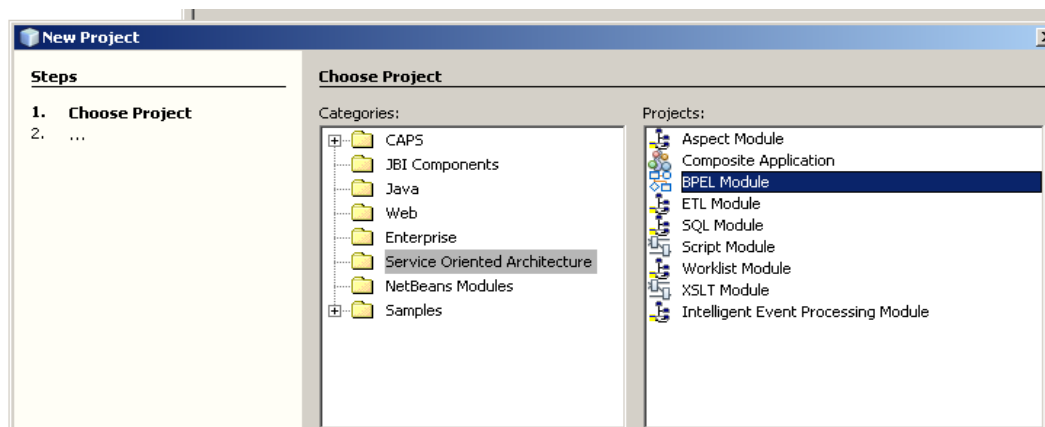 New Project
Steps
1. Choose Project
2. ...
Choose Project
Categories:
CAPS
JBI Components
Java
Web
Enterprise
Service Oriented Architecture
NetBeans Modules
Samples
Projects:
Aspect Module
Composite Application
BPEL Module
ETL Module
SQL Module
Script Module
Worklist Module
XSLT Module
Intelligent Event Processing Module